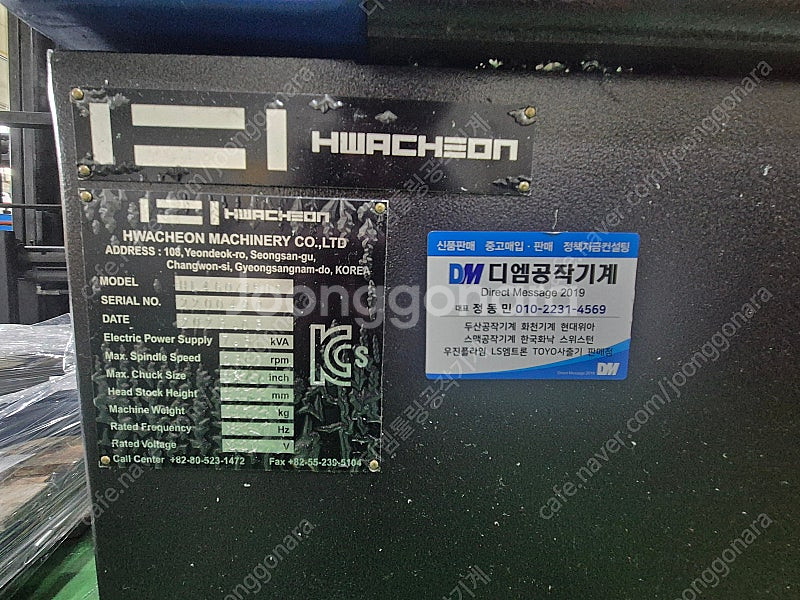 HWACHEON
HWACHEON
HWACHEON MACHINERY CO.,LTD
ADDRESS : 108, Yeondeok-ro, Seongsan-gu,
Changwon-si, Gyeongsangnam-do, KOREA
MODEL
SERIAL NO.
DATE
Electric Power Supply kVA
Max. Spindle Speed rpm
Max. Chuck Size inch
Head Stock Height mm
Machine Weight kg
Rated Frequency Hz
Rated Voltage V
Call Center +82-80-523-1472 Fax +82-55-239-5104
신품판매 중고매입 · 판매 정책자금컨설팅
DM 디엠공작기계
Direct Message 2019
대표 정동민 010-2231-4569
두산공작기계 화천기계 현대위아
스맥공작기계 한국화낙 스위스턴
우진플라임 LS엠트론 TOYO사출기 판매점
Direct Message 2019 DM
joonggonara
cafe.naver.com/joonggonara